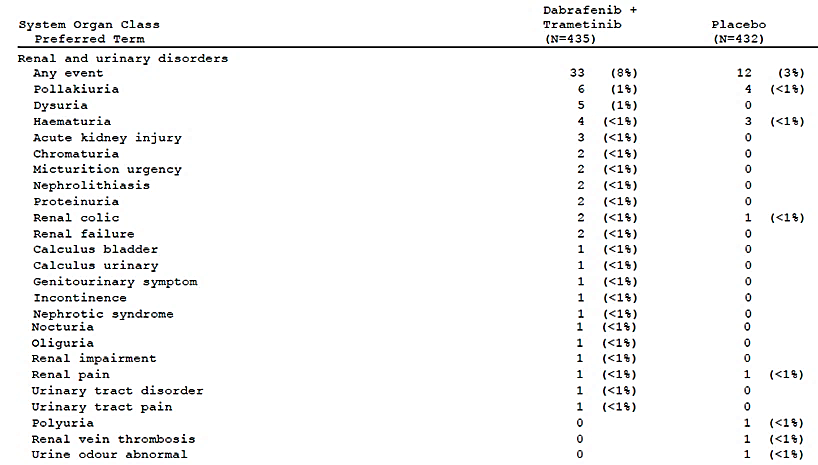 Dabrafenib +
System Organ Class Trametinib Placebo
Preferred Term (N=435) (N=432)
Renal and urinary disorders
Any event 33 (8%) 12 (3%)
Pollakiuria 6 (1%) 4 (<1%)
Dysuria 5 (1%) 0
Haematuria 4 (<1%) 3 (<1%)
Acute kidney injury 3 (<1%) 0
Chromaturia 2 (<1%) 0
Micturition urgency 2 (<1%) 0
Nephrolithiasis 2 (<1%) 0
Proteinuria 2 (<1%) 0
Renal colic 2 (<1%) 1 (<1%)
Renal failure 2 (<1%) 0
Calculus bladder 1 (<1%) 0
Calculus urinary 1 (<1%) 0
Genitourinary symptom 1 (<1%) 0
Incontinence 1 (<1%) 0
Nephrotic syndrome 1 (<1%) 0
Nocturia 1 (<1%) 0
Oliguria 1 (<1%) 0
Renal impairment 1 (<1%) 0
Renal pain 1 (<1%) 1 (<1%)
Urinary tract disorder 1 (<1%) 0
Urinary tract pain 1 (<1%) 0
Polyuria 0 1 (<1%)
Renal vein thrombosis 0 1 (<1%)
Urine odour abnormal 0 1 (<1%)